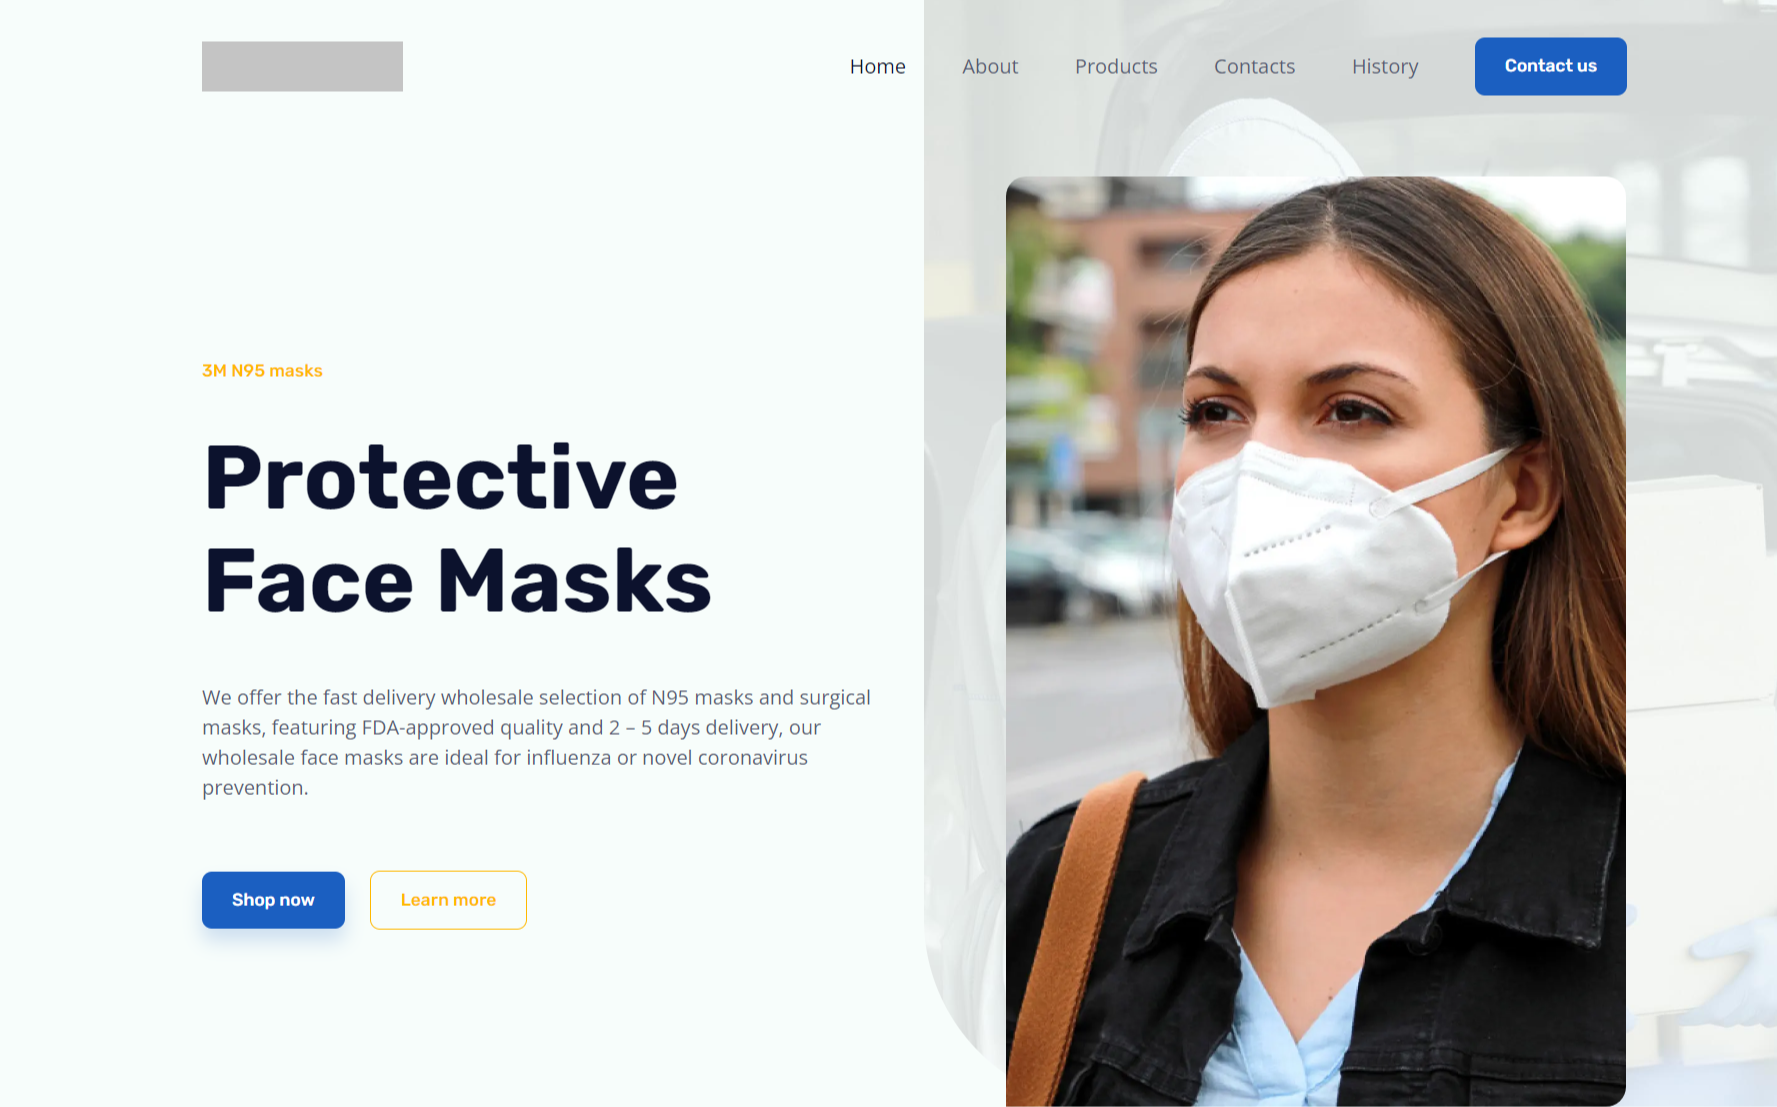 Home
About
Products
Contacts
History
Contact us
3M N95 masks
Protective
Face Masks
We offer the fast delivery wholesale selection of N95 masks and surgical
masks, featuring FDA-approved quality and 2 – 5 days delivery, our
wholesale face masks are ideal for influenza or novel coronavirus
prevention.
Shop now
Learn more